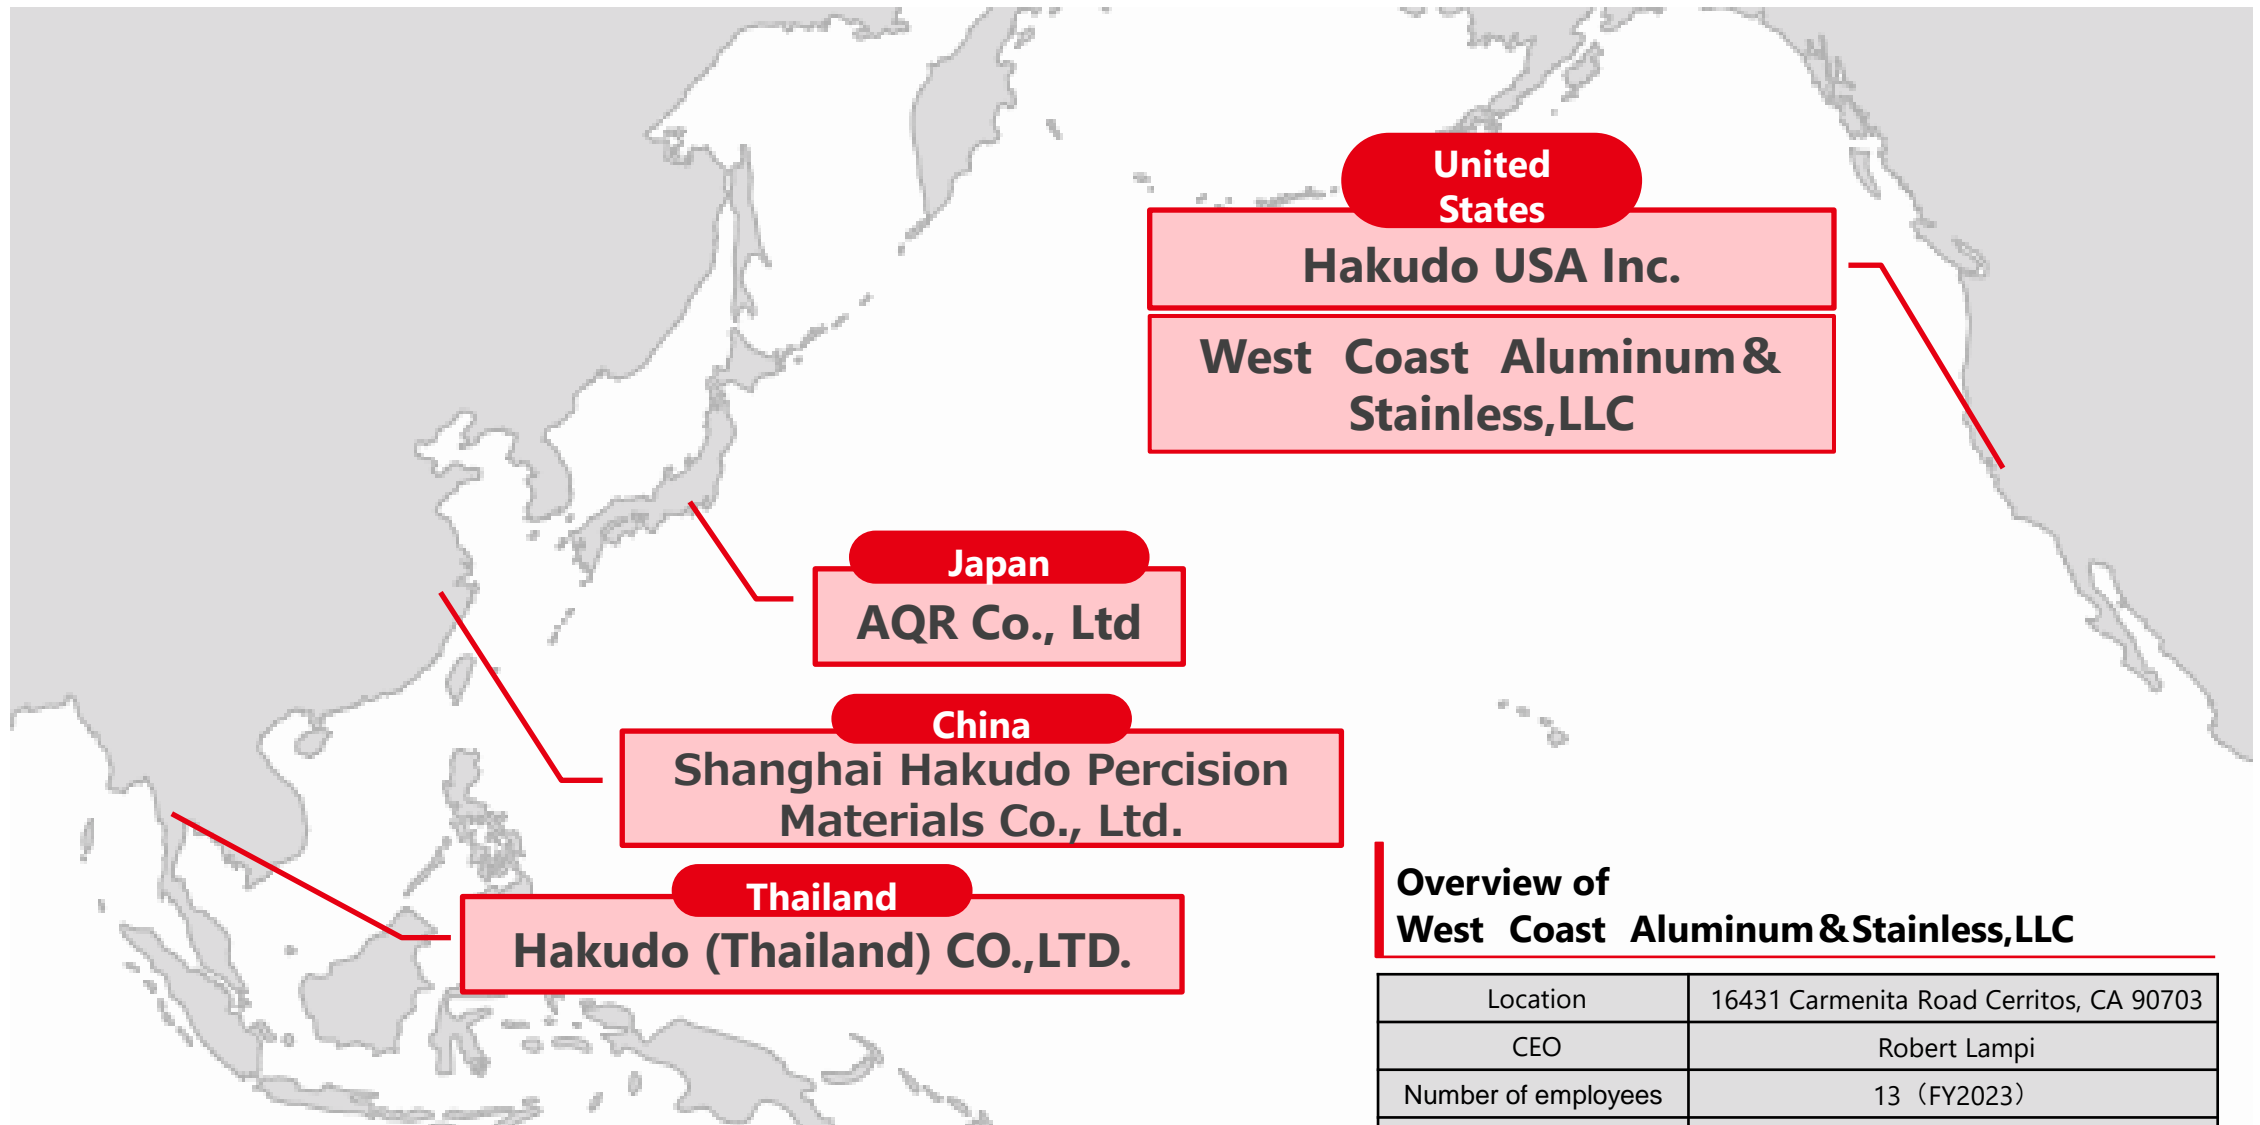 United
States
Hakudo USA Inc.
West Coast Aluminum＆
Stainless,LLC
Japan
AQR Co., Ltd
China
Shanghai Hakudo Percision
Materials Co., Ltd.
Thailand
Hakudo (Thailand) CO.,LTD.
Overview of
West Coast Aluminum＆Stainless,LLC
Location 16431 Carmenita Road Cerritos, CA 90703
CEO Robert Lampi
Number of employees 13（FY2023）